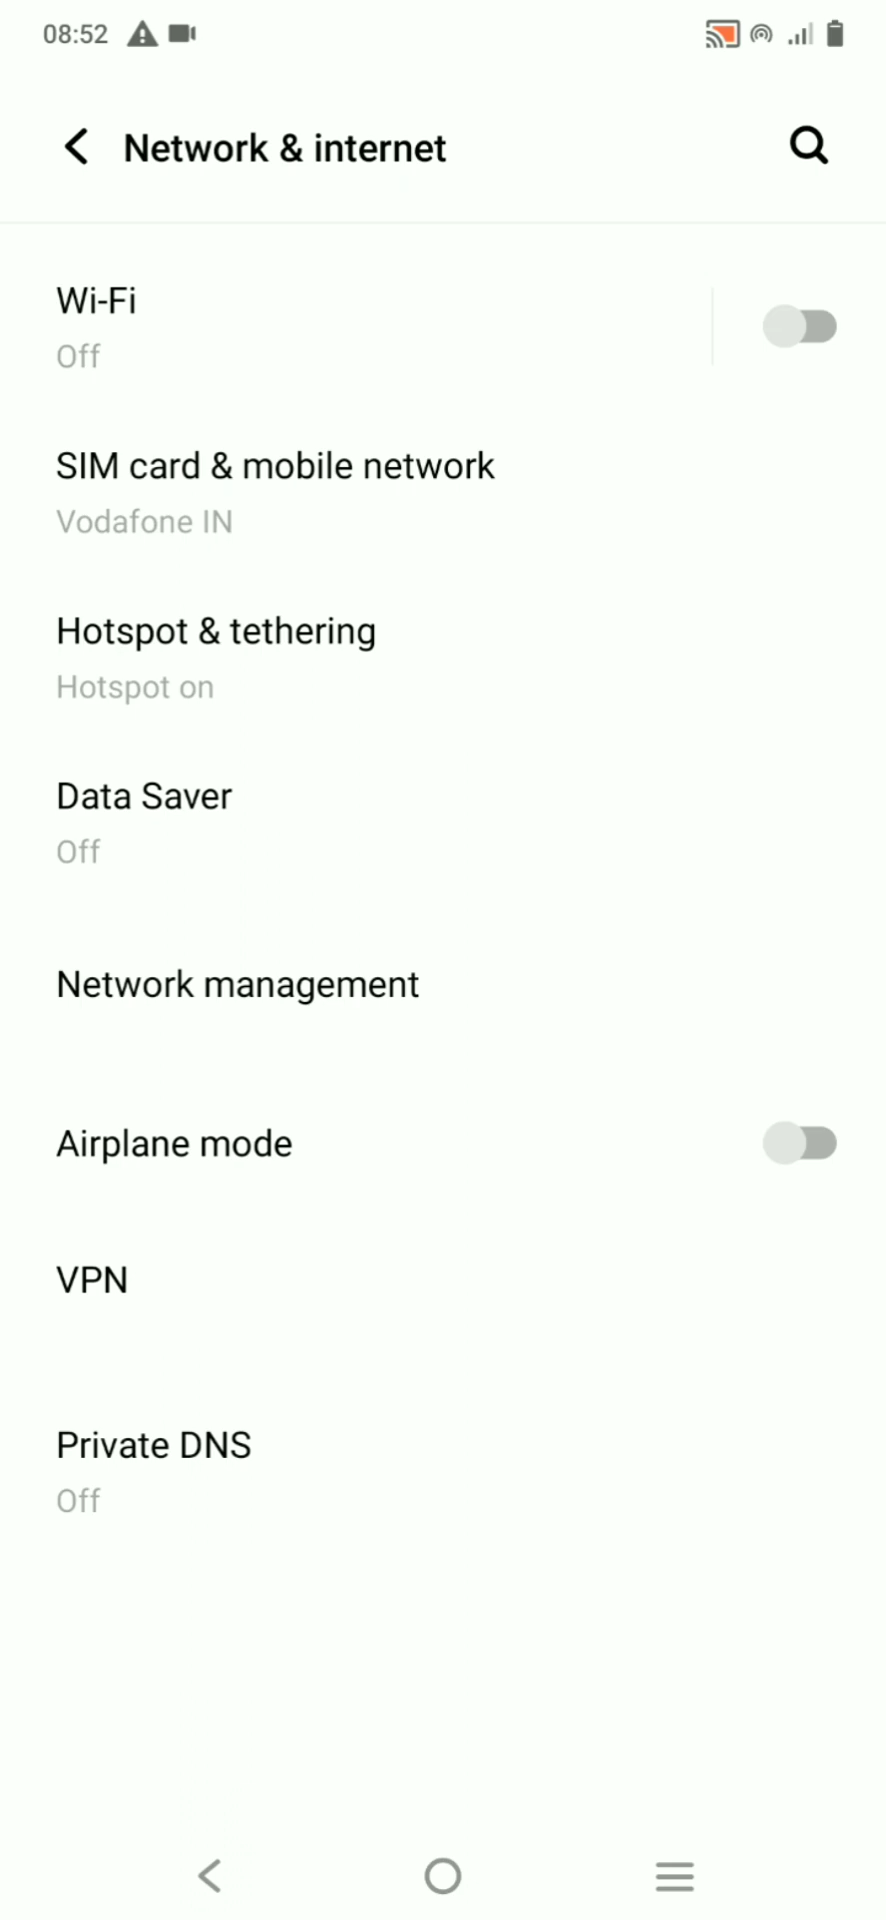 08:52
Network & internet
Wi-Fi
Off
SIM card & mobile network
Vodafone IN
Hotspot & tethering
Hotspot on
Data Saver
Off
Network management
Airplane mode
VPN
Private DNS
Off